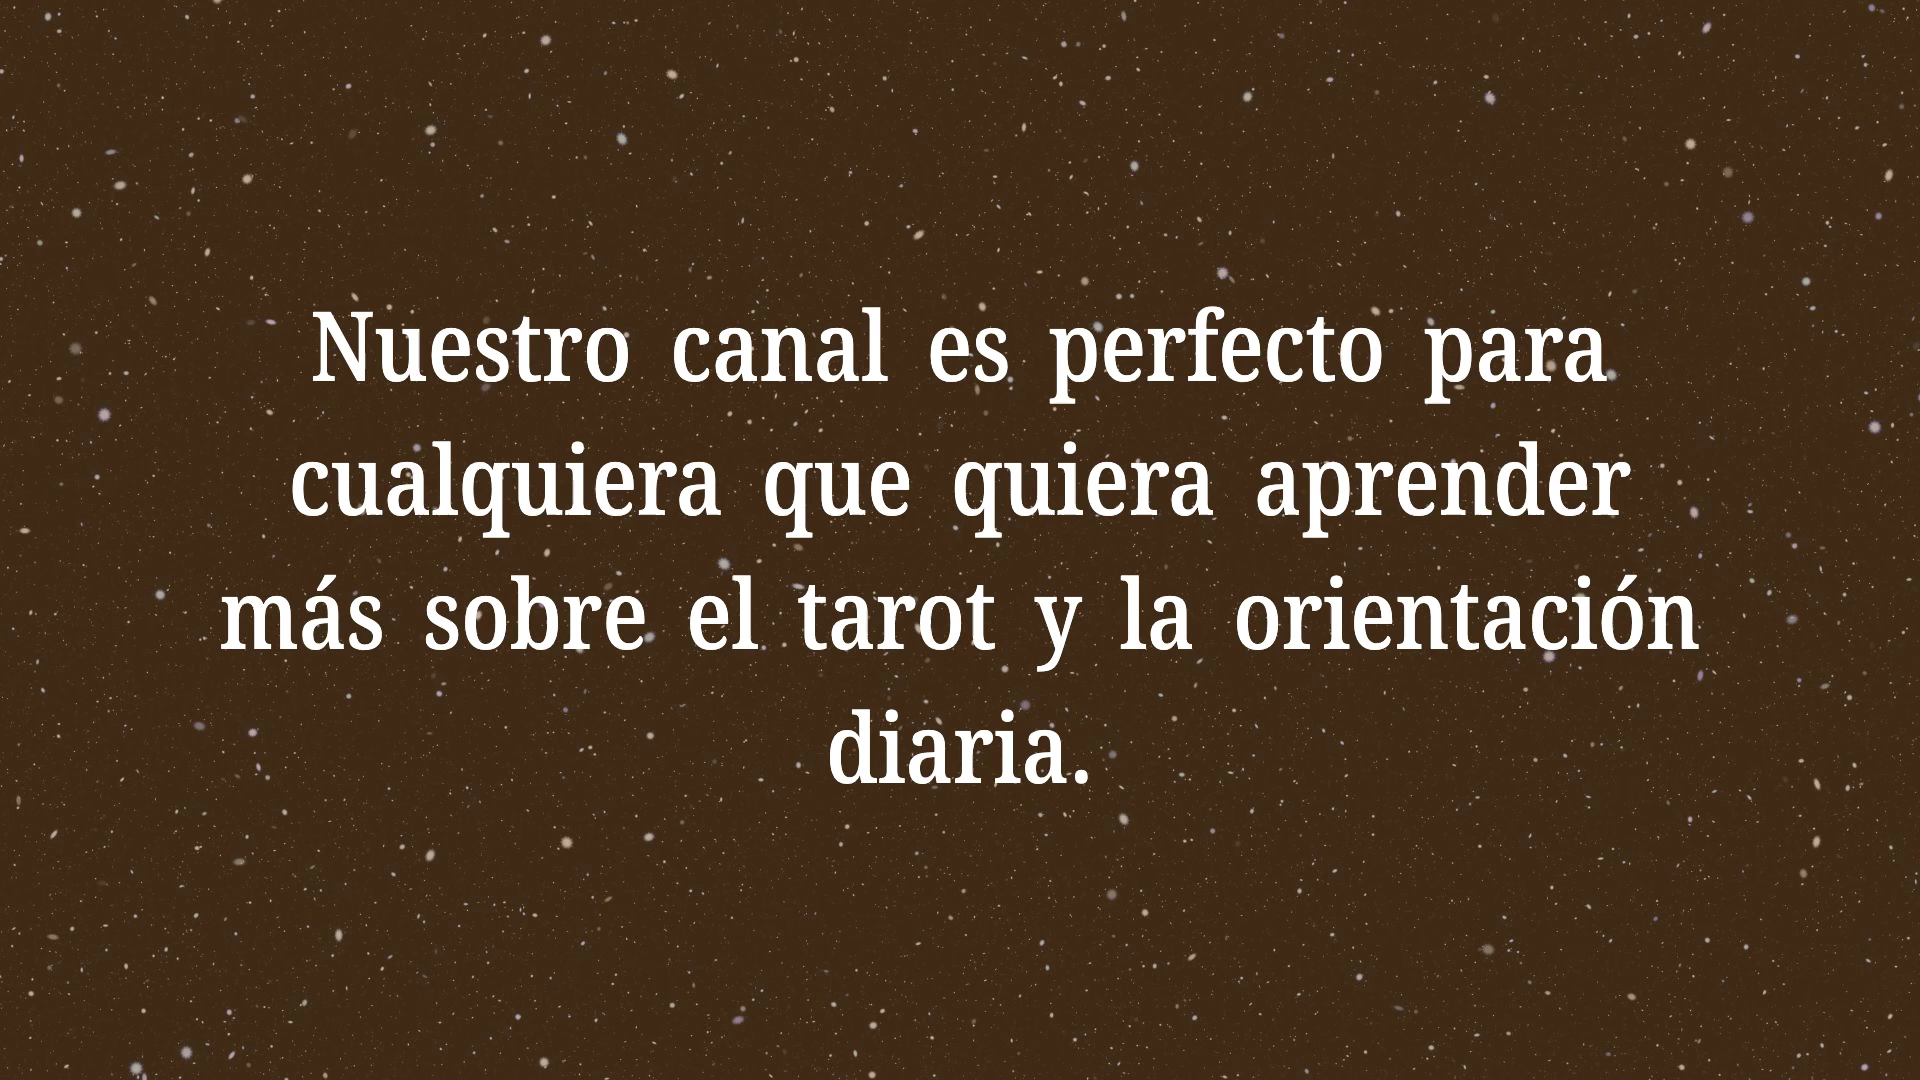 Nuestro canal es perfecto para
cualquiera que quiera aprender
más sobre el tarot y la orientación
diaria.